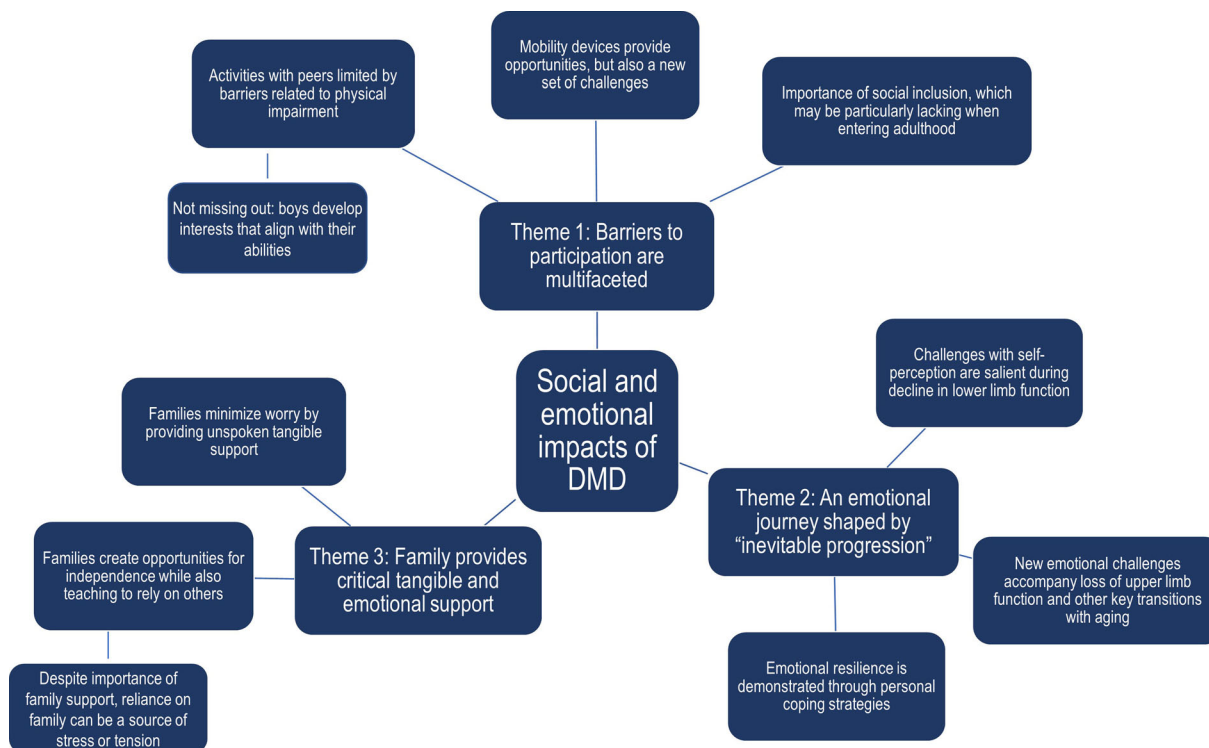 Mobility devices provide
opportunities, but also a new
set of challenges
Activities with peers limited by
barriers related to physical
impairment
Importance of social inclusion, which
may be particularly lacking when
entering adulthood
Not missing out: boys develop
interests that align with their
abilities
Theme 1: Barriers to
participation are
multifaceted
Social and
emotional
impacts of
DMD
Challenges with self-
perception are salient during
decline in lower limb function
Theme 2: An emotional
journey shaped by
“inevitable progression”
New emotional challenges
accompany loss of upper limb
function and other key transitions
with aging
Emotional resilience is
demonstrated through personal
coping strategies
Families minimize worry by
providing unspoken tangible
support
Theme 3: Family provides
critical tangible and
emotional support
Families create opportunities for
independence while also
teaching to rely on others
Despite importance of
family support, reliance on
family can be a source of
stress or tension